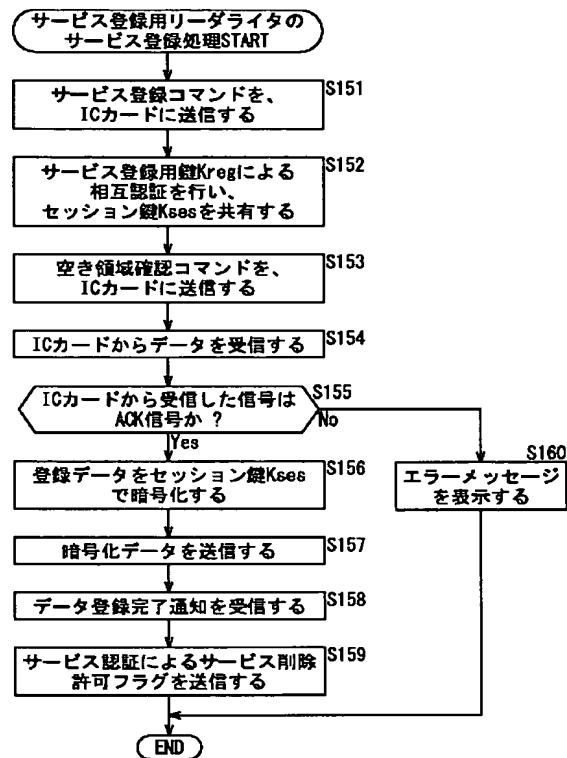 サービス登録用リーダライタの
サービス登録処理START
S151
サービス登録コマンドを、
ICカードに送信する
S152
サービス登録用鍵Kregによる
相互認証を行い、
セッション鍵Ksesを共有する
S153
空き領域確認コマンドを、
ICカードに送信する
S154
ICカードからデータを受信する
S155
ICカードから受信した信号は
ACK信号か ?
No
Yes
S156
登録データをセッション鍵Kses
で暗号化する
S160
エラーメッセージ
を表示する
S157
暗号化データを送信する
S158
データ登録完了通知を受信する
S159
サービス認証によるサービス削除
許可フラグを送信する
END